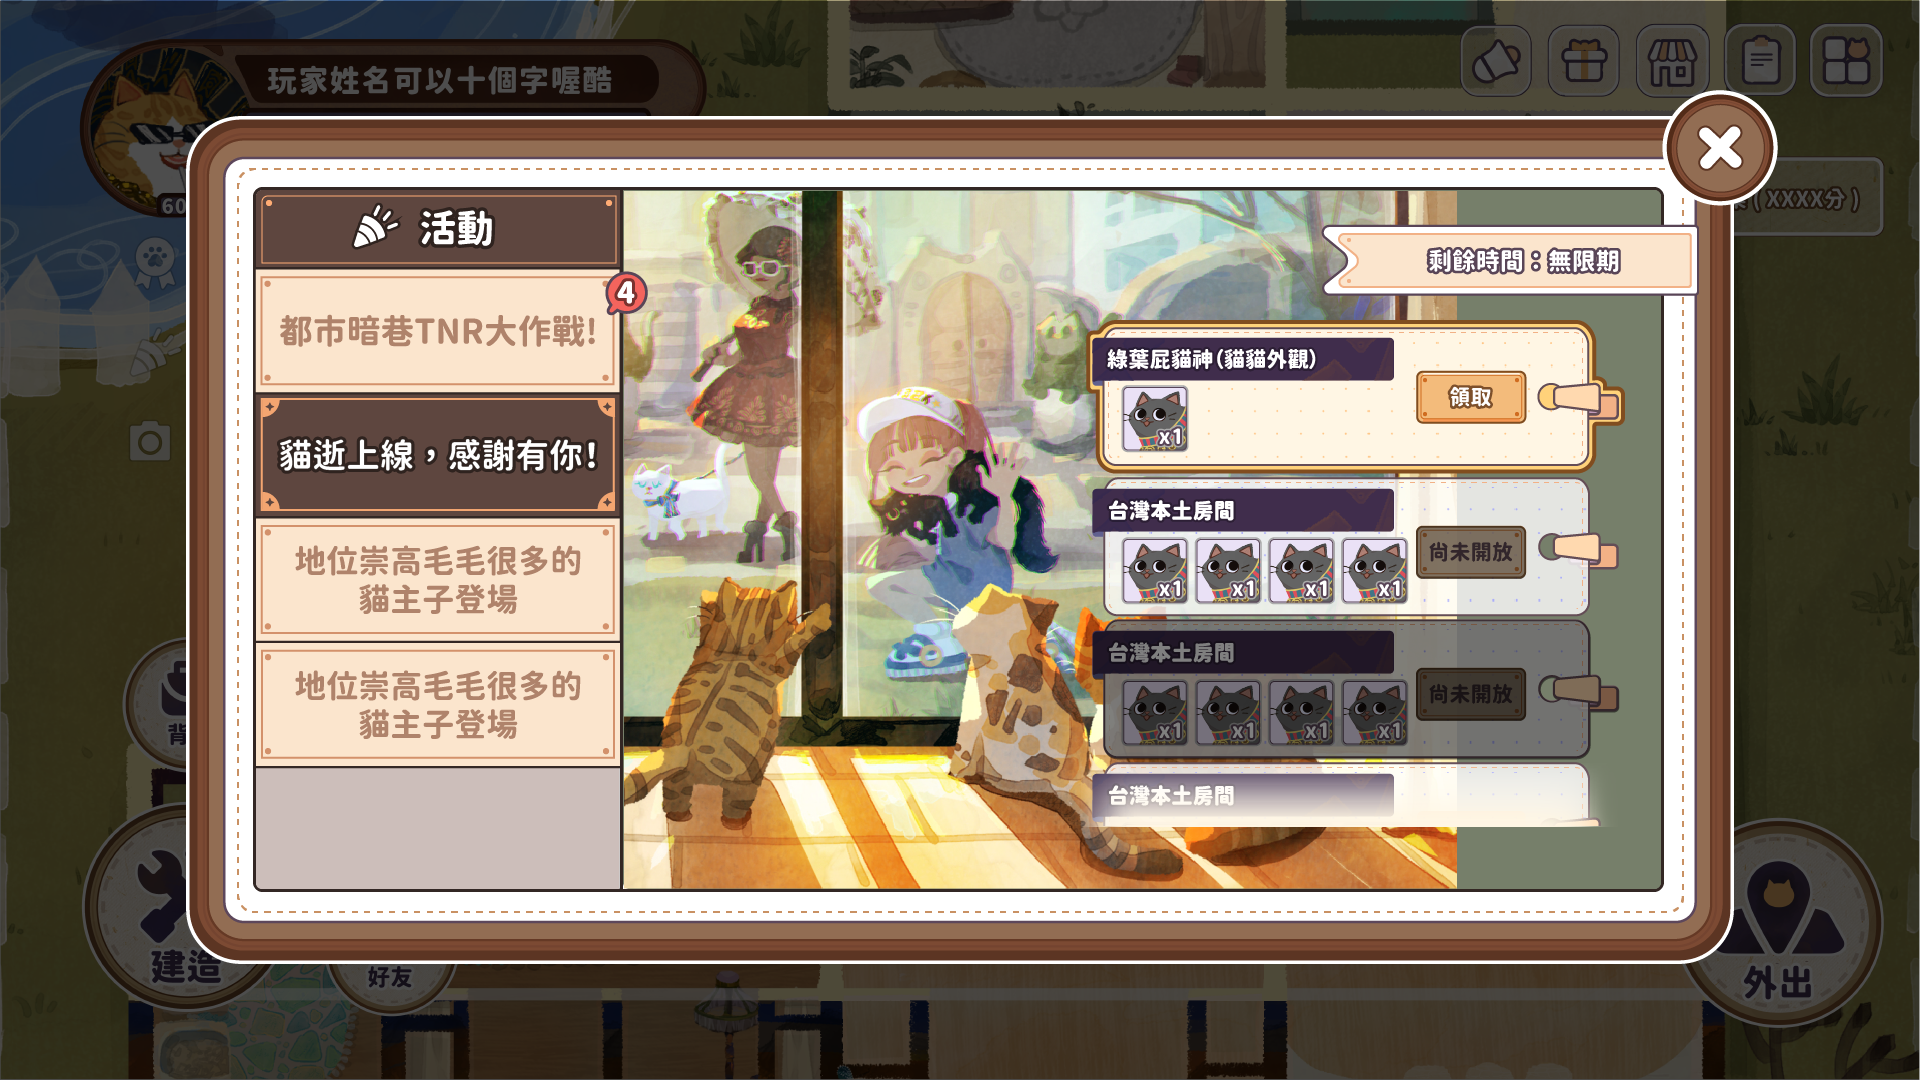 玩家姓名可以十個字喔酷
60
(XXXX分)
活動
4
都市暗巷TNR大作戰!
貓逝上線，感謝有你!
地位崇高毛毛很多的
貓主子登場
地位崇高毛毛很多的
貓主子登場
剩餘時間：無限期
綠葉屁貓神(貓貓外觀)
x1
領取
台灣本土房間
x1 x1 x1 x1
尚未開放
台灣本土房間
x1 x1 x1 x1
尚未開放
台灣本土房間
背
建造
好友
外出